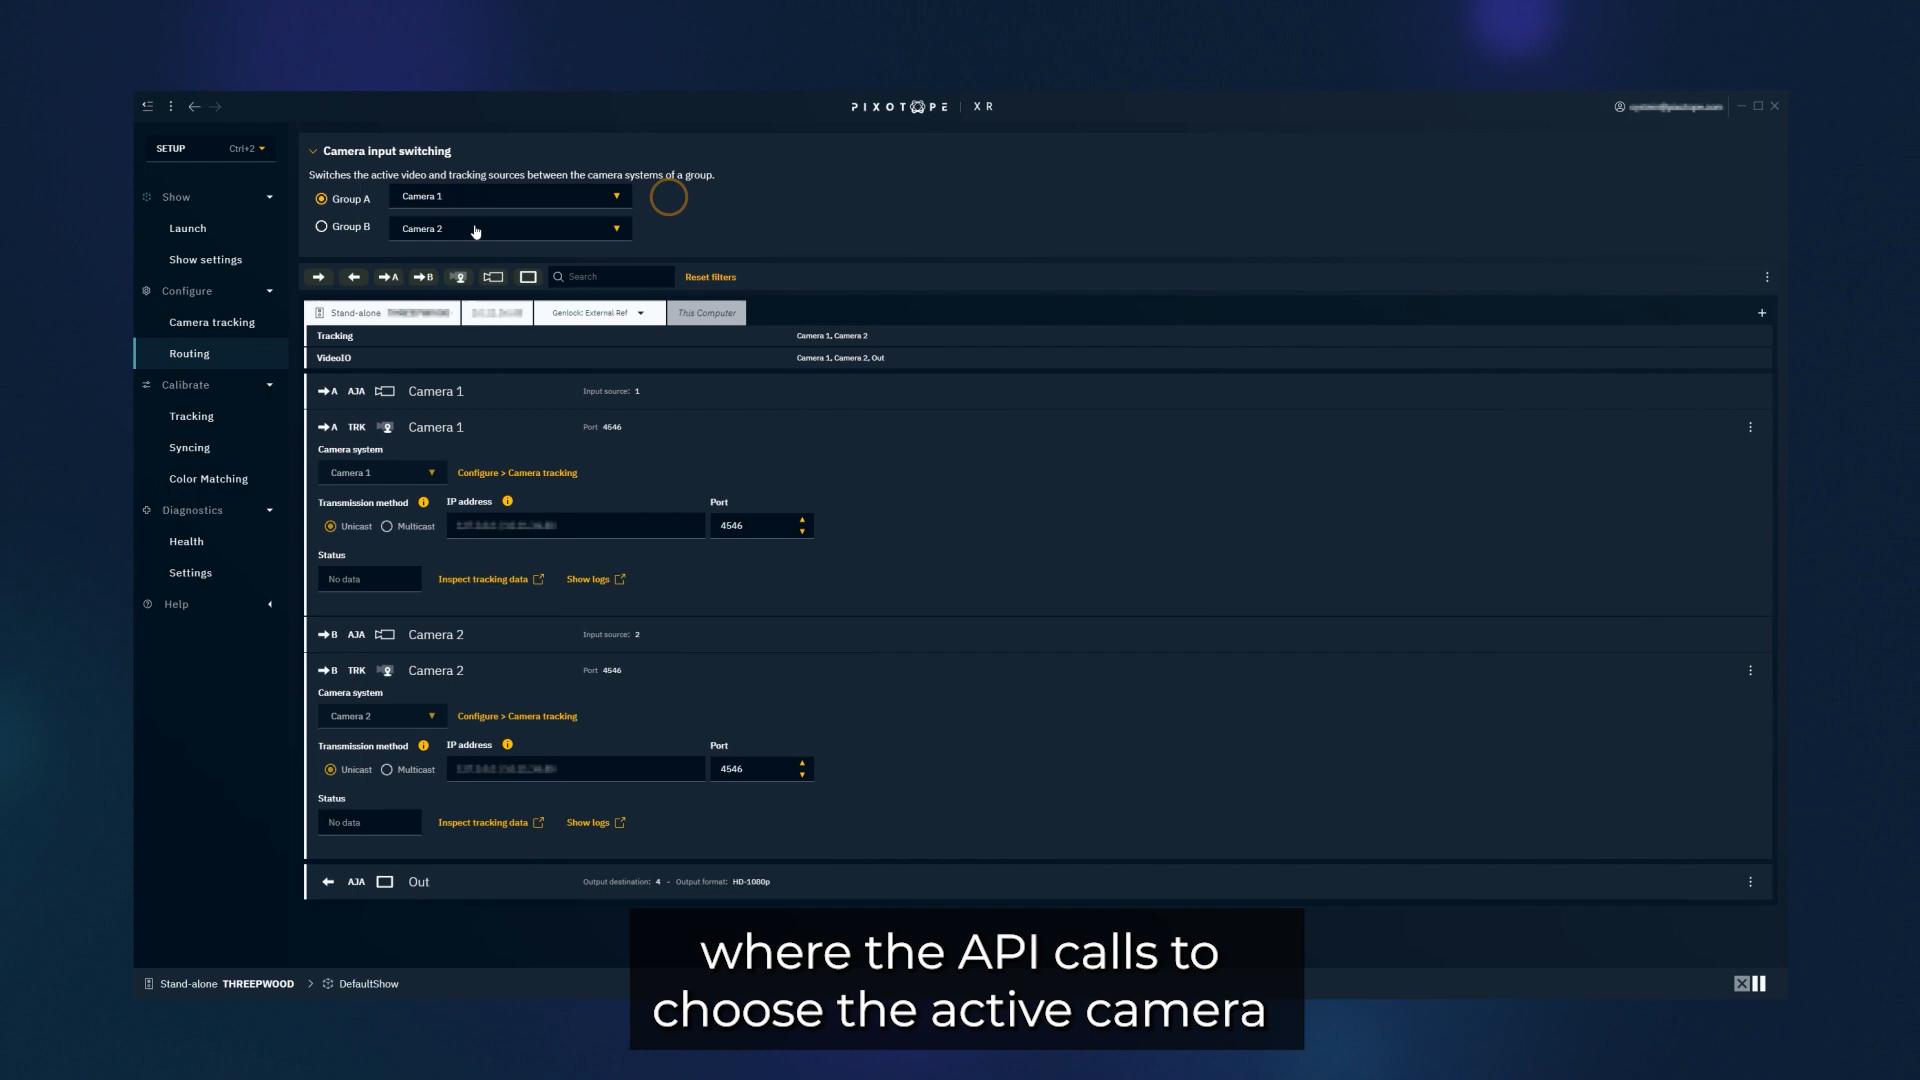 PIXOTOPE | XR
SETUP Ctrl+2
Camera input switching
Switches the active video and tracking sources between the camera systems of a group.
Group A Camera 1
Group B Camera 2
Show
Launch
Show settings
Configure
Camera tracking
Routing
Calibrate
Tracking
Syncing
Color Matching
Diagnostics
Health
Settings
Help
A B Search Reset filters
Stand-alone Genlock: External Ref This Computer +
Tracking Camera 1, Camera 2
VideoIO Camera 1, Camera 2, Out
A AJA Camera 1 Input source: 1
A TRK Camera 1 Port 4546
Camera system
Camera 1 Configure > Camera tracking
Transmission method IP address Port
Unicast Multicast 4546
Status
No data Inspect tracking data Show logs
B AJA Camera 2 Input source: 2
B TRK Camera 2 Port 4546
Camera system
Camera 2 Configure > Camera tracking
Transmission method IP address Port
Unicast Multicast 4546
Status
No data Inspect tracking data Show logs
AJA Out Output destination: 4 - Output format: HD-1080p
Stand-alone THREEPWOOD > DefaultShow
where the API calls to
choose the active camera